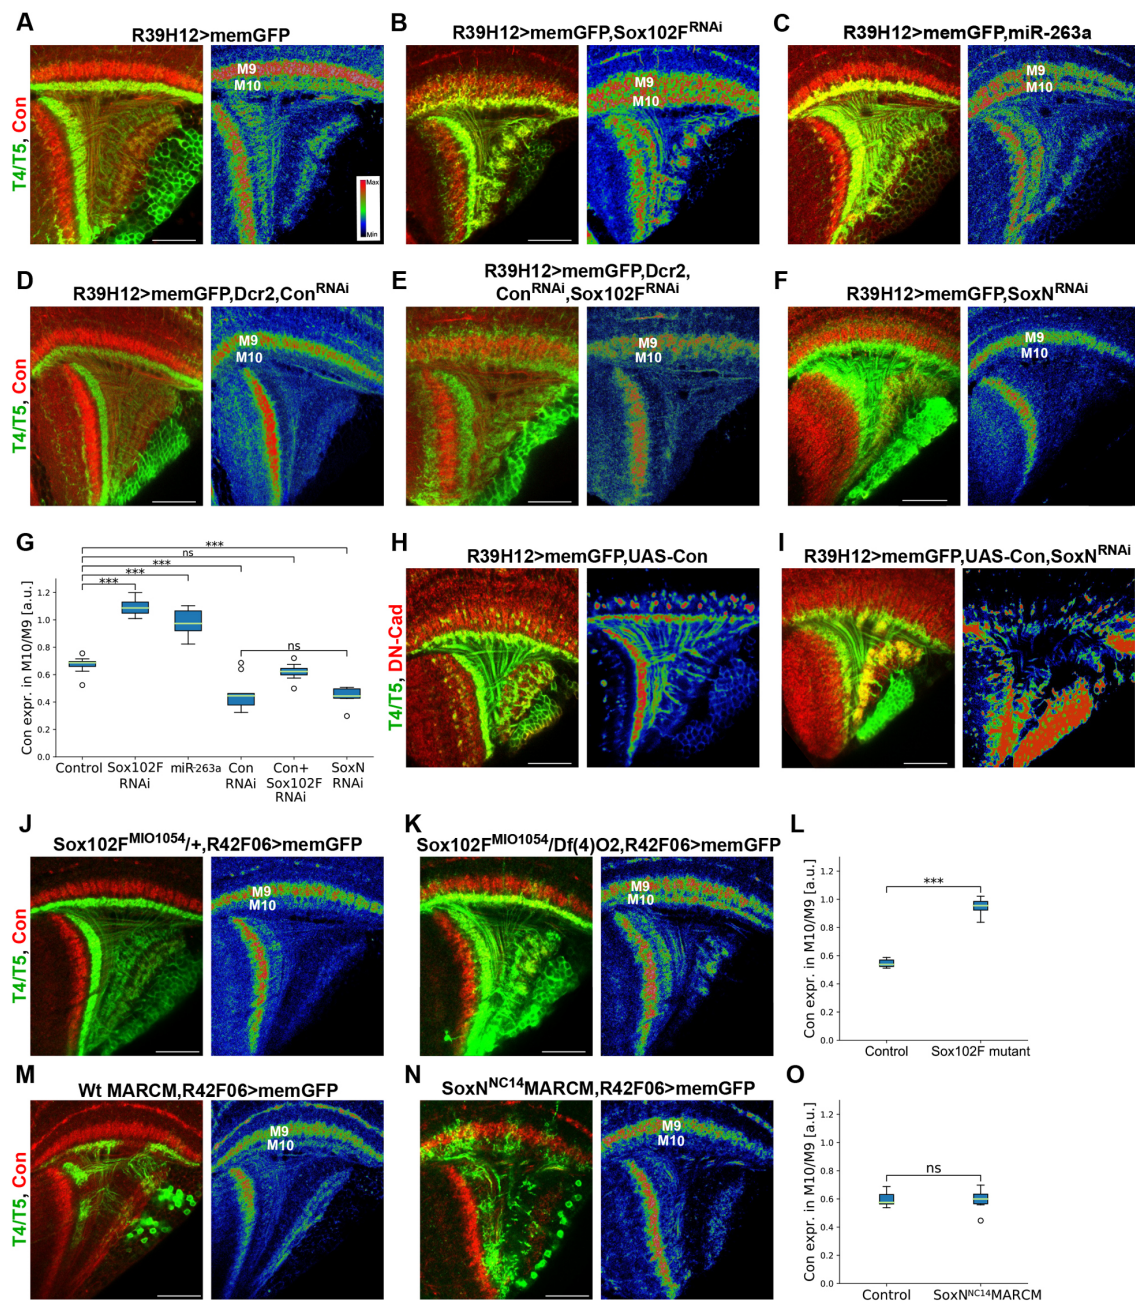 A
R39H12>memGFP
B
R39H12>memGFP,Sox102F^RNAi
C
R39H12>memGFP,miR-263a
T4/T5, Con
M9
M10
Max
Min
M9
M10
M9
M10
D
R39H12>memGFP,Dcr2,Con^RNAi
E
R39H12>memGFP,Dcr2,
Con^RNAi,Sox102F^RNAi
F
R39H12>memGFP,SoxN^RNAi
T4/T5, Con
M9
M10
M9
M10
M9
M10
G
Con expr. in M10/M9 [a.u.]
1.2
1.0
0.8
0.6
0.4
0.2
0.0
***
ns
***
***
***
ns
Control
Sox102F
RNAi
miR-263a
Con
RNAi
Con+
Sox102F
RNAi
SoxN
RNAi
H
R39H12>memGFP,UAS-Con
I
R39H12>memGFP,UAS-Con,SoxN^RNAi
T4/T5, DN-Cad
J
Sox102F^MIO1054/+,R42F06>memGFP
K
Sox102F^MIO1054/Df(4)O2,R42F06>memGFP
T4/T5, Con
M9
M10
M9
M10
L
Con expr. in M10/M9 [a.u.]
1.2
1.0
0.8
0.6
0.4
0.2
0.0
***
Control
Sox102F mutant
M
Wt MARCM,R42F06>memGFP
N
SoxN^NC14MARCM,R42F06>memGFP
T4/T5, Con
M9
M10
M9
M10
O
Con expr. in M10/M9 [a.u.]
1.2
1.0
0.8
0.6
0.4
0.2
0.0
ns
Control
SoxN^NC14MARCM